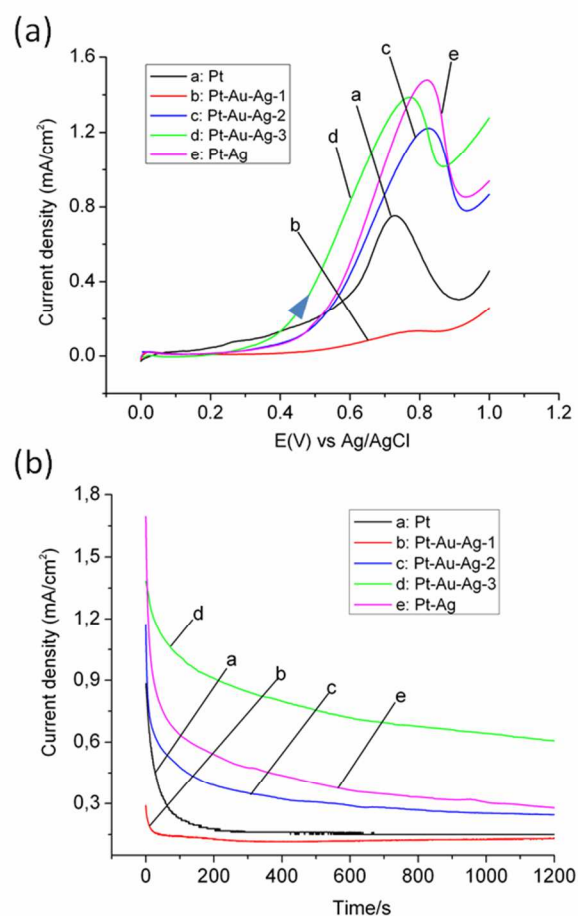 (a)
a: Pt
b: Pt-Au-Ag-1
c: Pt-Au-Ag-2
d: Pt-Au-Ag-3
e: Pt-Ag
c
e
a
d
b
Current density (mA/cm²)
1.6
1.2
0.8
0.4
0.0
0.0 0.2 0.4 0.6 0.8 1.0 1.2
E(V) vs Ag/AgCl
(b)
a: Pt
b: Pt-Au-Ag-1
c: Pt-Au-Ag-2
d: Pt-Au-Ag-3
e: Pt-Ag
d
a
b
c
e
Current density (mA/cm²)
1,8
1.5
1.2
0,9
0.6
0.3
0 200 400 600 800 1000 1200
Time/s